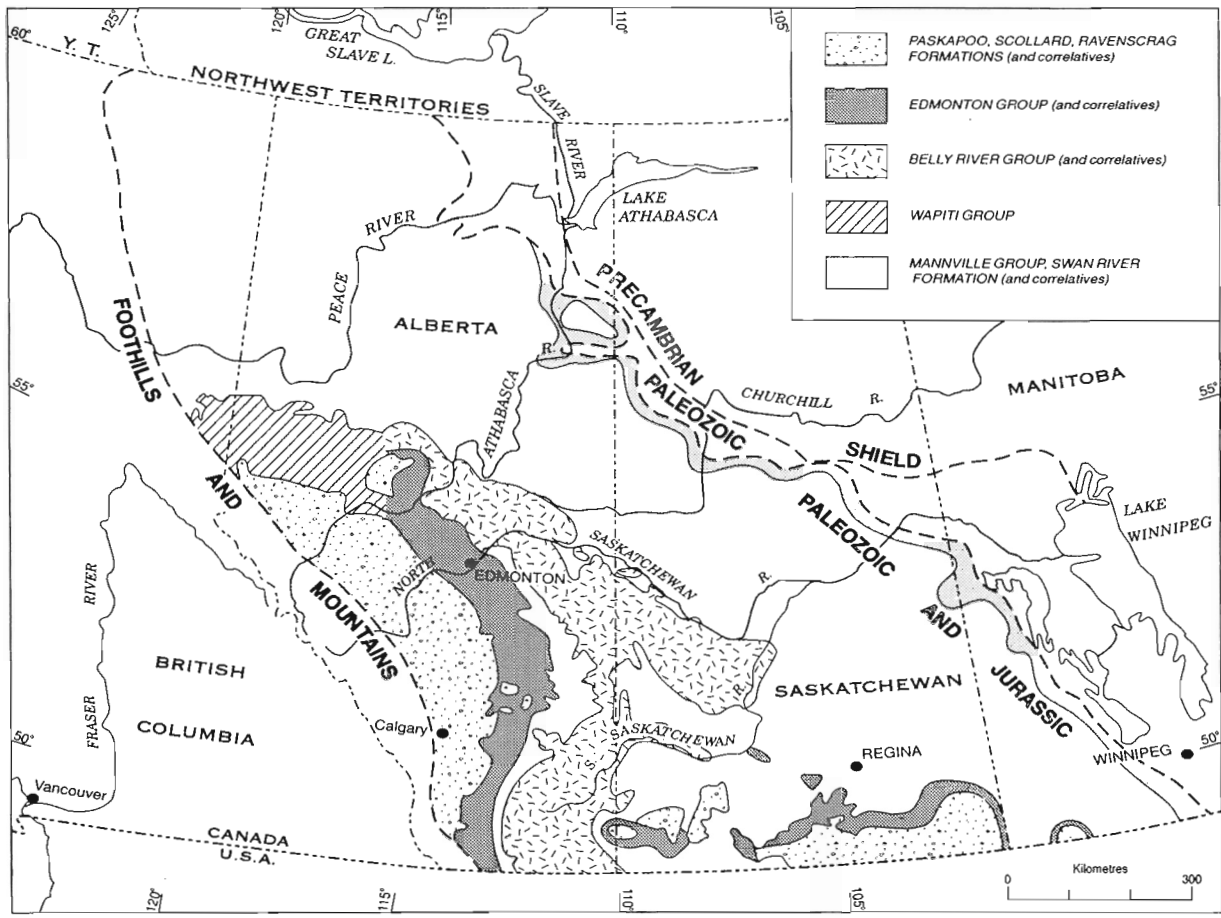 125°
120°
115°
110°
105°
60°
Y. T.
GREAT
SLAVE L.
NORTHWEST TERRITORIES
SLAVE
RIVER
LAKE
ATHABASCA
PASKAPOO, SCOLLARD, RAVENSCRAG
FORMATIONS (and correlatives)
EDMONTON GROUP (and correlatives)
BELLY RIVER GROUP (and correlatives)
WAPITI GROUP
MANNVILLE GROUP, SWAN RIVER
FORMATION (and correlatives)
PEACE
RIVER
ALBERTA
ATHABASCA
R.
PRECAMBRIAN
SHIELD
PALEOZOIC
CHURCHILL R.
MANITOBA
55°
55°
FOOTHILLS
AND
MOUNTAINS
PALEOZOIC
AND
JURASSIC
LAKE
WINNIPEG
NORTH
SASKATCHEWAN
R.
EDMONTON
FRASER
RIVER
BRITISH
COLUMBIA
SASKATCHEWAN
S.
SASKATCHEWAN
R.
Calgary
REGINA
WINNIPEG
50°
50°
Vancouver
CANADA
U.S.A.
Kilometres
0
300
120°
115°
110°
105°